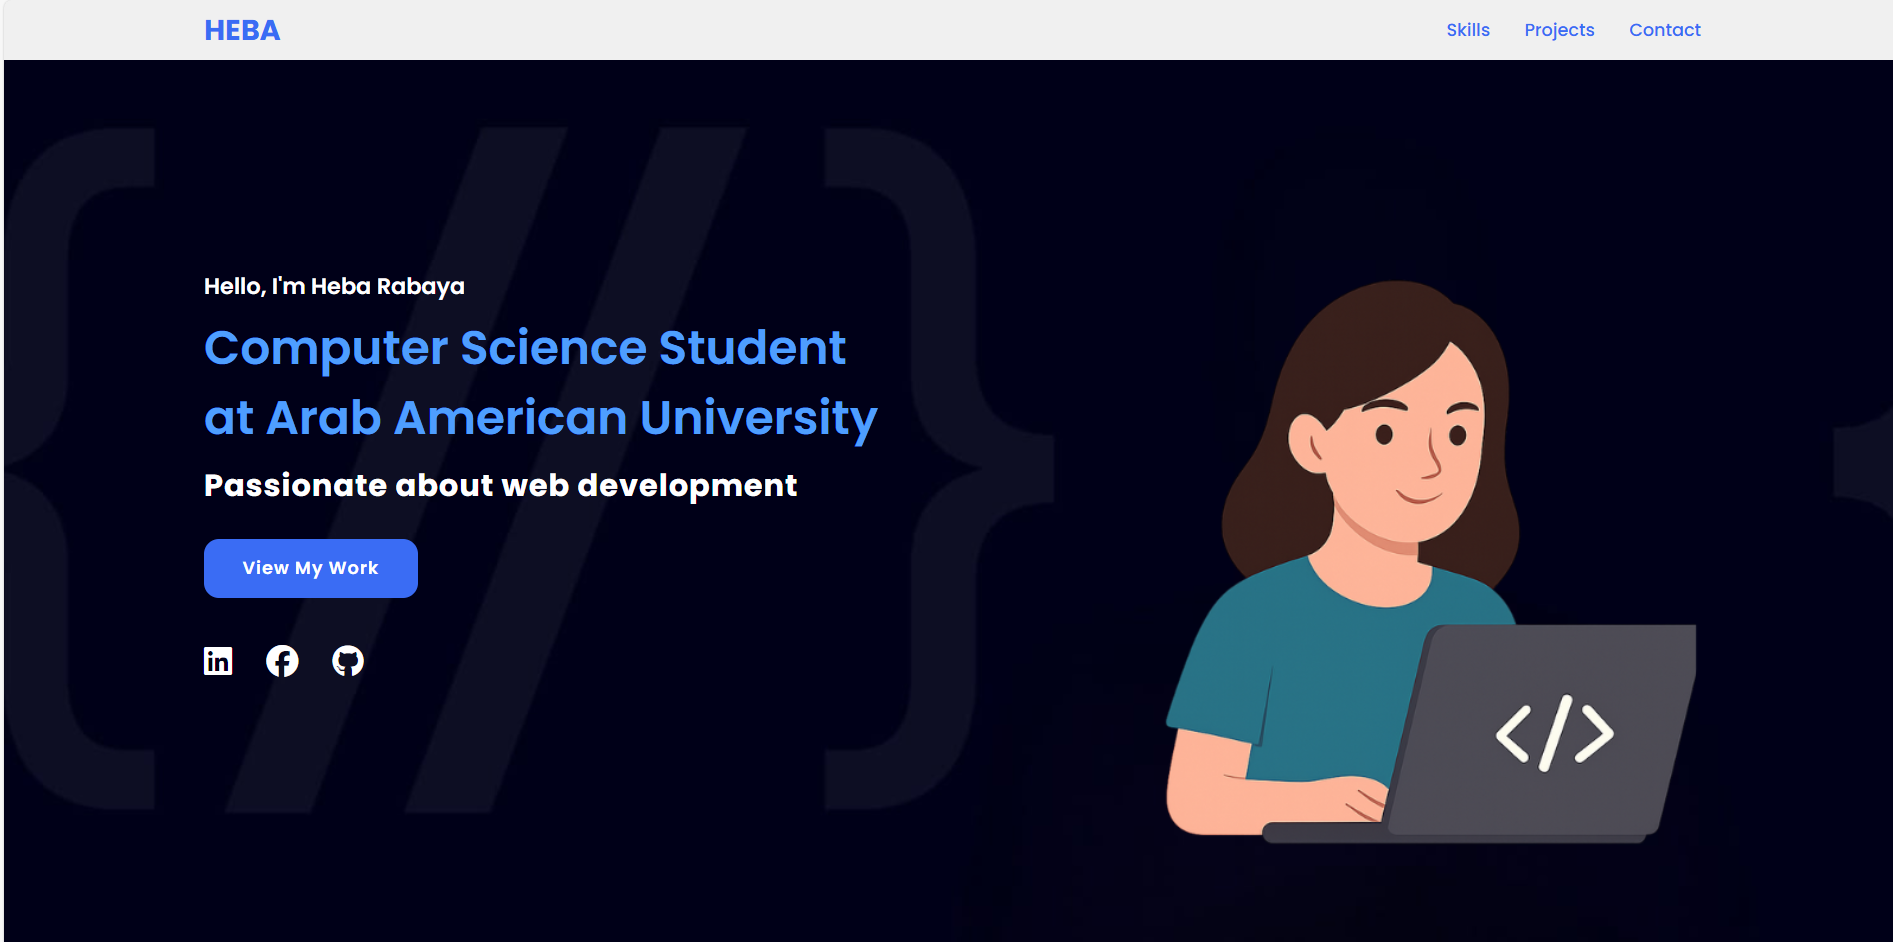 HEBA
Skills Projects Contact
Hello, I'm Heba Rabaya
Computer Science Student
at Arab American University
Passionate about web development
View My Work
in
</>